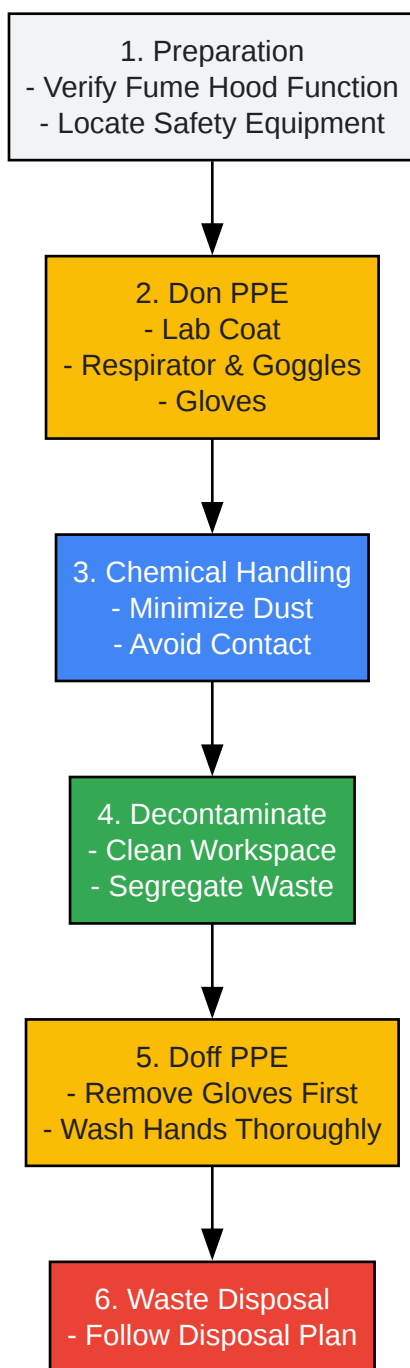 1. Preparation
- Verify Fume Hood Function
- Locate Safety Equipment
2. Don PPE
- Lab Coat
- Respirator & Goggles
- Gloves
3. Chemical Handling
- Minimize Dust
- Avoid Contact
4. Decontaminate
- Clean Workspace
- Segregate Waste
5. Doff PPE
- Remove Gloves First
- Wash Hands Thoroughly
6. Waste Disposal
- Follow Disposal Plan